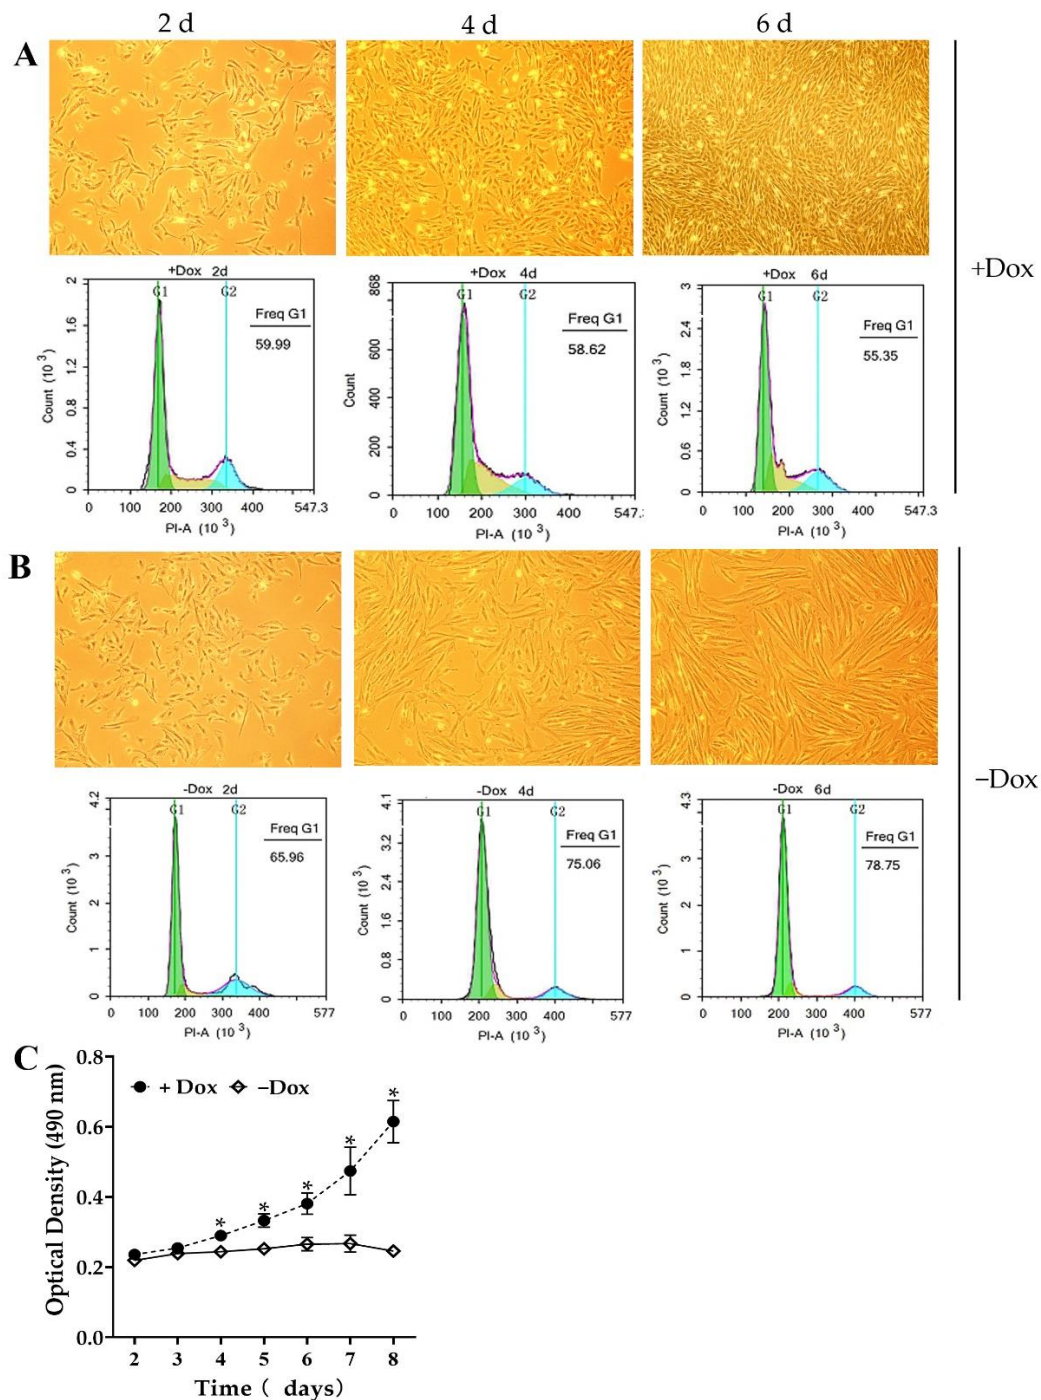 2 d 4 d 6 d
A
+Dox 2d
G1 G2
Freq G1
59.99
2
1.6
1.2
0.8
0.4
0
Count (10 3)
0 100 200 300 400 547.3
PI-A (10 3)
+Dox 4d
G1 G2
Freq G1
58.62
868
600
400
200
0
Count
0 100 200 300 400 547.:
PI-A (10 3)
+Dox 6d
G1 G2
Freq G1
55.35
3
2.4
1.8
1.2
0.6
0
Count (10 3)
0 100 200 300 400 547.3
PI-A (10 3)
+Dox
B
-Dox 2d
G1 G2
Freq G1
65.96
4.2
3
2
1
0
Count (10 3)
0 100 200 300 400 577
PI-A (10 3)
-Dox 4d
G1 G2
Freq G1
75.06
4.1
3.2
2.4
1.6
0.8
0
Count (10 3)
0 100 200 300 400 577
PI-A (10 3)
-Dox 6d
G1 G2
Freq G1
78.75
4.3
3
2
1
0
Count (10 3)
0 100 200 300 400 577
PI-A (10 3)
−Dox
C
+ Dox −Dox
0.8
0.6
0.4
0.2
0.0
Optical Density (490 nm)
* * * * *
2 3 4 5 6 7 8
Time ( days)